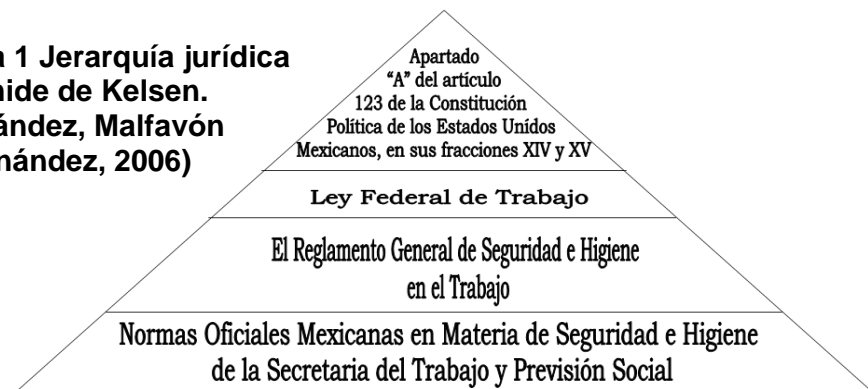 a 1 Jerarquía jurídica
ide de Kelsen.
ández, Malfavón
nández, 2006)
Apartado
"A" del artículo
123 de la Constitución
Política de los Estados Unídos
Mexicanos, en sus fracciones XIV y XV
Ley Federal de Trabajo
El Reglamento General de Seguridad e Higiene
en el Trabajo
Normas Oficiales Mexicanas en Materia de Seguridad e Higiene
de la Secretaria del Trabajo y Previsión Social